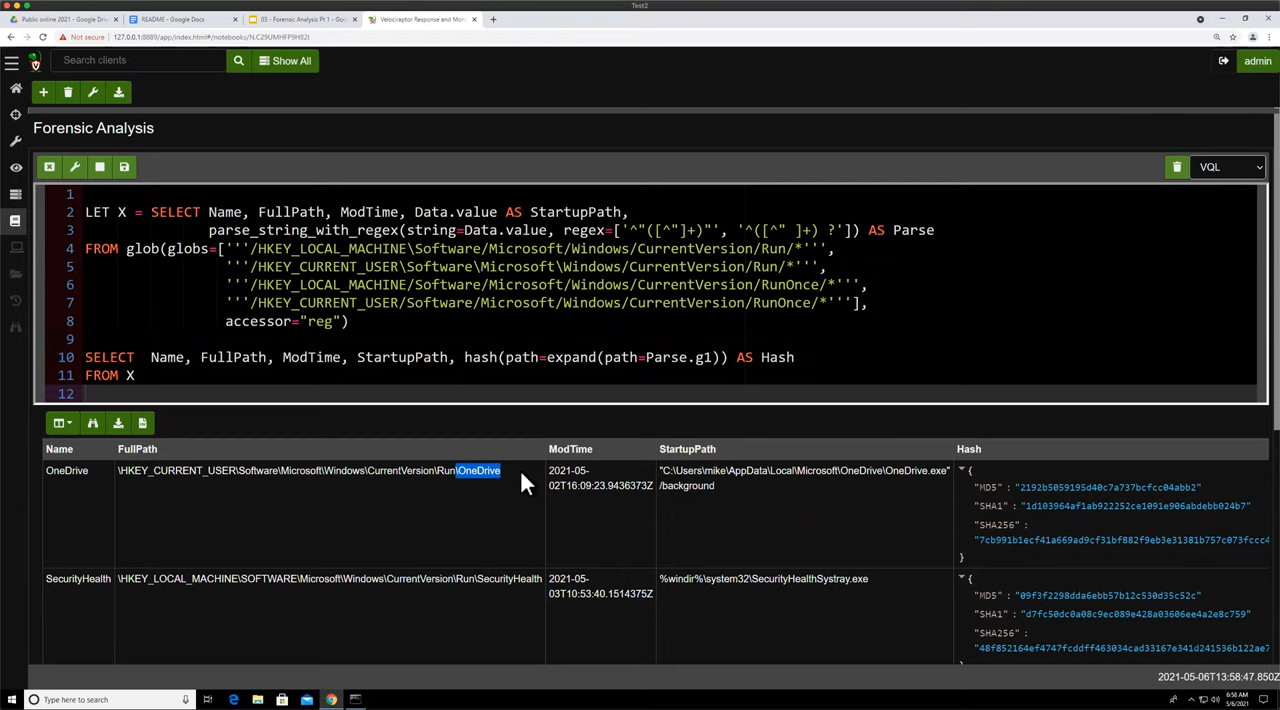 Test2
Public online 2021 - Google Driv
README - Google Docs
03 - Forensic Analysis Pt 1 - Goo
Velociraptor Response and Mon
Not secure
127.0.0.1:8889/app/index.html#/notebooks/N.C29UMHFP9H82I
Search clients
Show All
admin
Forensic Analysis
VQL
1
2 LET X = SELECT Name, FullPath, ModTime, Data.value AS StartupPath,
3 parse_string_with_regex(string=Data.value, regex=['^"([^"]+)"', '^([^" ]+) ?']) AS Parse
4 FROM glob(globs=['''/HKEY_LOCAL_MACHINE\Software/Microsoft/Windows/CurrentVersion/Run/*''',
5 '''/HKEY_CURRENT_USER\Software\Microsoft\Windows/CurrentVersion/Run/*''',
6 '''/HKEY_LOCAL_MACHINE/Software/Microsoft/Windows/CurrentVersion/RunOnce/*''',
7 '''/HKEY_CURRENT_USER/Software/Microsoft/Windows/CurrentVersion/RunOnce/*'''],
8 accessor="reg")
9
10 SELECT Name, FullPath, ModTime, StartupPath, hash(path=expand(path=Parse.g1)) AS Hash
11 FROM X
12
Name FullPath ModTime StartupPath Hash
OneDrive \HKEY_CURRENT_USER\Software\Microsoft\Windows\CurrentVersion\Run\OneDrive 2021-05- "C:\Users\mike\AppData\Local\Microsoft\OneDrive\OneDrive.exe" {
02T16:09:23.9436373Z /background "MD5" : "2192b5059195d40c7a737bcfcc04abb2"
"SHA1" : "1d103964af1ab922252ce1091e906abdebb024b7"
"SHA256" :
"7cb991b1ecf41a669ad9cf31bf882f9eb3e31381b757c073fccc4
}
SecurityHealth \HKEY_LOCAL_MACHINE\SOFTWARE\Microsoft\Windows\CurrentVersion\Run\SecurityHealth 2021-05- %windir%\system32\SecurityHealthSystray.exe {
03T10:53:40.1514375Z "MD5" : "09f3f2298dda6ebb57b12c530d35c52c"
"SHA1" : "d7fc50dc0a08c9ec089e428a03606ee4a2e8c759"
"SHA256" :
"48f852164ef4747fcddff463034cad33167e341d241536b122ae7
}
2021-05-06T13:58:47.850Z
Type here to search
6:58 AM
5/6/2021